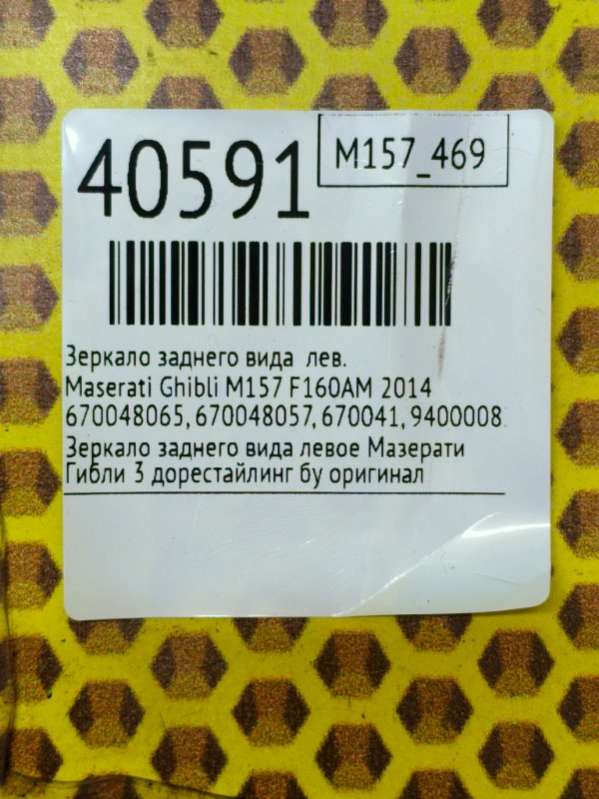 40591
M157_469
Зеркало заднего вида лев.
Maserati Ghibli M157 F160AM 2014
670048065, 670048057, 670041, 9400008
Зеркало заднего вида левое Мазерати
Гибли 3 дорестайлинг бу оригинал